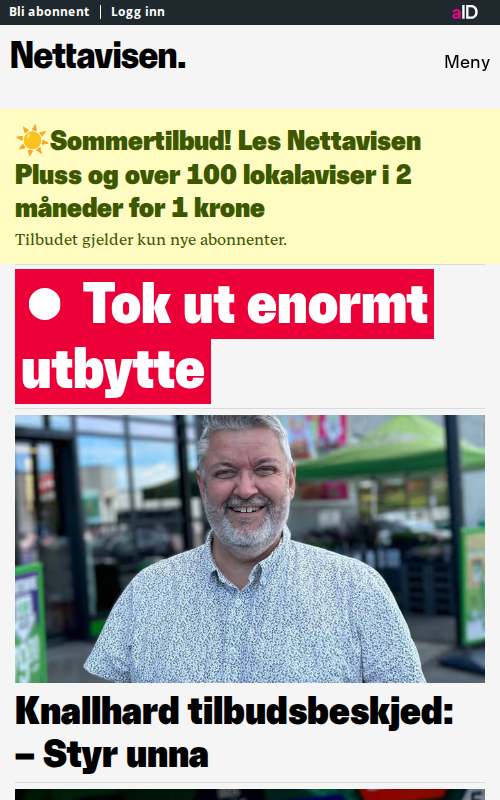 Bli abonnent | Logg inn
aID
Nettavisen.
Meny
☀️Sommertilbud! Les Nettavisen
Pluss og over 100 lokalaviser i 2
måneder for 1 krone
Tilbudet gjelder kun nye abonnenter.
● Tok ut enormt
utbytte
Knallhard tilbudsbeskjed:
– Styr unna